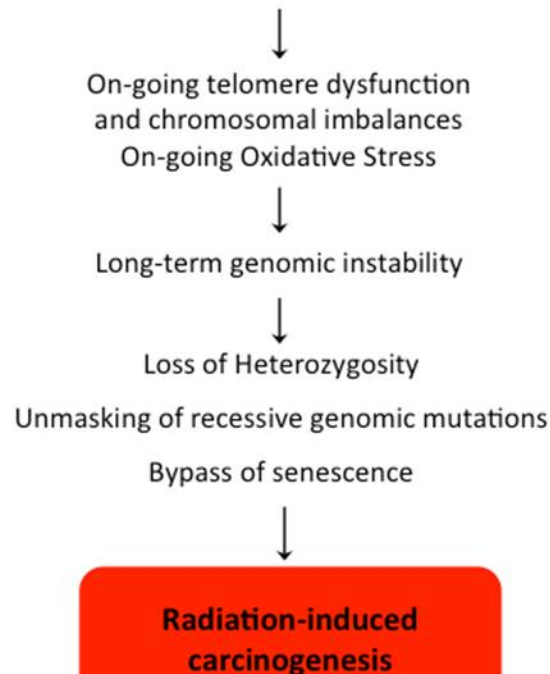 On-going telomere dysfunction
and chromosomal imbalances
On-going Oxidative Stress
Long-term genomic instability
Loss of Heterozygosity
Unmasking of recessive genomic mutations
Bypass of senescence
Radiation-induced
carcinogenesis